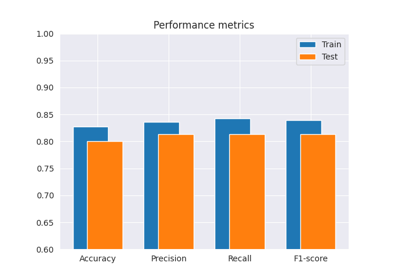 Performance metrics
1.00
0.95
0.90
0.85
0.80
0.75
0.70
0.65
0.60
Train
Test
Accuracy Precision Recall F1-score